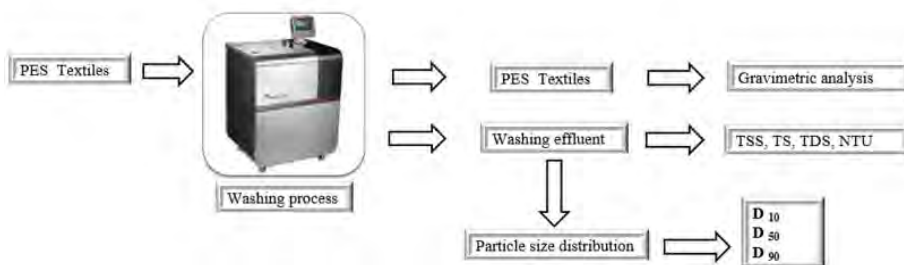 PES Textiles
PES Textiles
Gravimetric analysis
Washing effluent
TSS, TS, TDS, NTU
Washing process
Particle size distribution
D 10
D 50
D 90